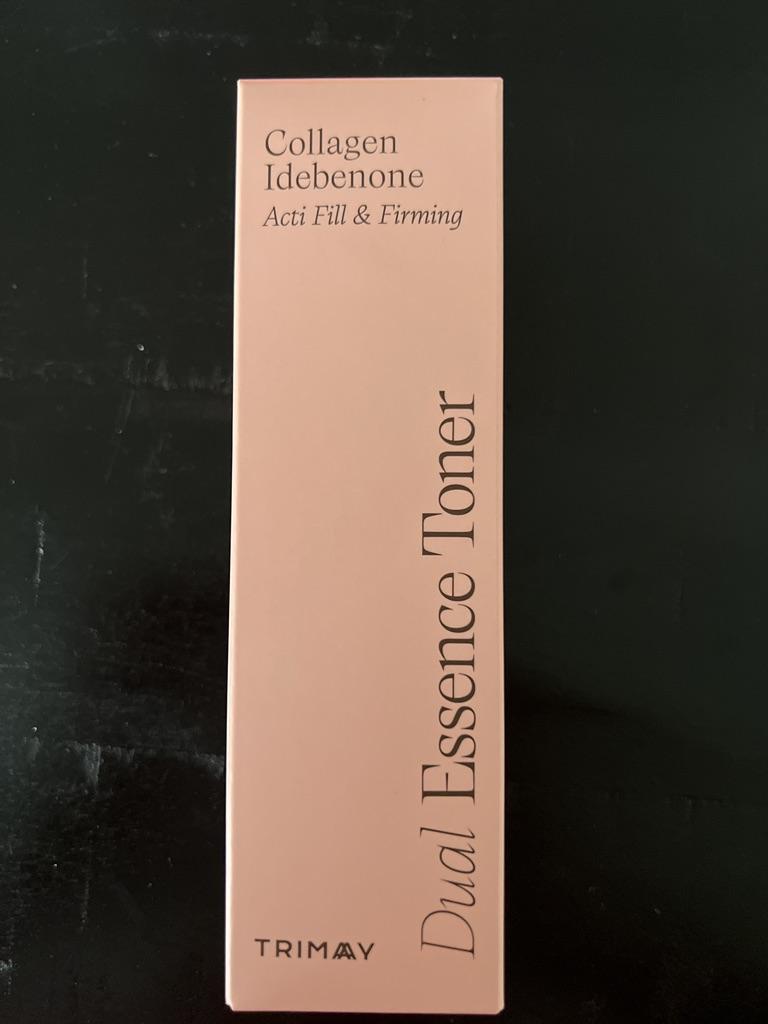 Collagen
Idebenone
Acti Fill & Firming
Dual Essence Toner
TRIMAY